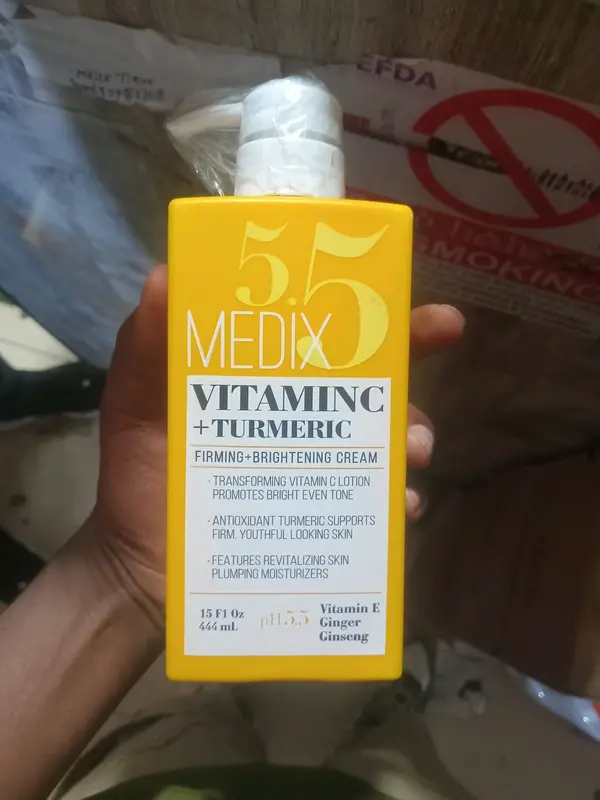 EFDA
SMOKING
5.5
MEDIX
VITAMINC
+TURMERIC
FIRMING+BRIGHTENING CREAM
· TRANSFORMING VITAMIN C LOTION
PROMOTES BRIGHT EVEN TONE
· ANTIOXIDANT TURMERIC SUPPORTS
FIRM. YOUTHFUL LOOKING SKIN
· FEATURES REVITALIZING SKIN
PLUMPING MOISTURIZERS
15 Fl Oz
444 mL
pH 5.5
Vitamin E
Ginger
Ginseng